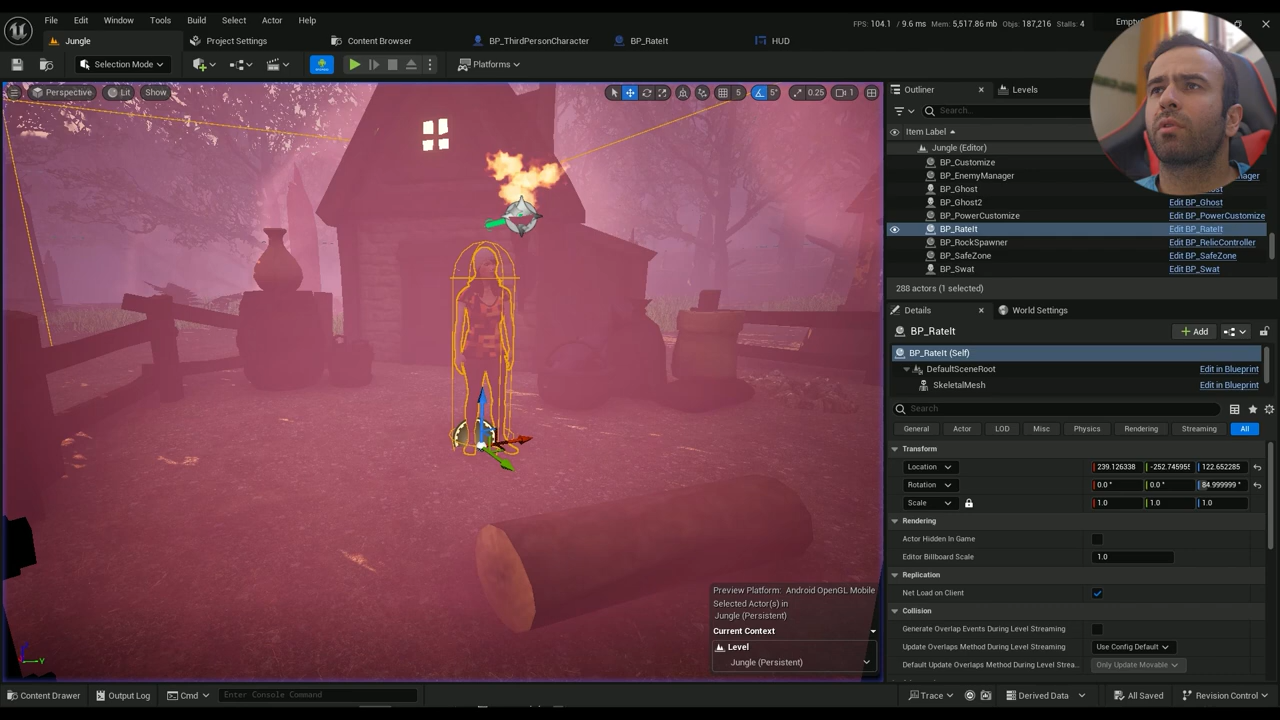 File Edit Window Tools Build Select Actor Help
FPS: 104.1 / 9.6 ms Mem: 5,517.86 mb Objs: 187,216 Stalls: 4
Jungle Project Settings Content Browser BP_ThirdPersonCharacter BP_RateIt HUD
Selection Mode Platforms
Perspective Lit Show 5 5° 0.25 1
Preview Platform: Android OpenGL Mobile
Selected Actor(s) in
Jungle (Persistent)
Current Context
Level
Jungle (Persistent)
Outliner Levels
Search...
Item Label
Jungle (Editor)
BP_Customize
BP_EnemyManager
BP_Ghost
BP_Ghost2 Edit BP_Ghost
BP_PowerCustomize Edit BP_PowerCustomize
BP_RateIt Edit BP_RateIt
BP_RockSpawner Edit BP_RelicController
BP_SafeZone Edit BP_SafeZone
BP_Swat Edit BP_Swat
288 actors (1 selected)
Details World Settings
BP_RateIt Add
BP_RateIt (Self)
DefaultSceneRoot Edit in Blueprint
SkeletalMesh Edit in Blueprint
Search
General Actor LOD Misc Physics Rendering Streaming All
Transform
Location 239.126338 -252.74595 122.652285
Rotation 0.0 ° 0.0 ° 84.999999 °
Scale 1.0 1.0 1.0
Rendering
Actor Hidden In Game
Editor Billboard Scale 1.0
Replication
Net Load on Client
Collision
Generate Overlap Events During Level Streaming
Update Overlaps Method During Level Streaming Use Config Default
Default Update Overlaps Method During Level Strea... Only Update Movable
Content Drawer Output Log Cmd Enter Console Command Trace Derived Data All Saved Revision Control